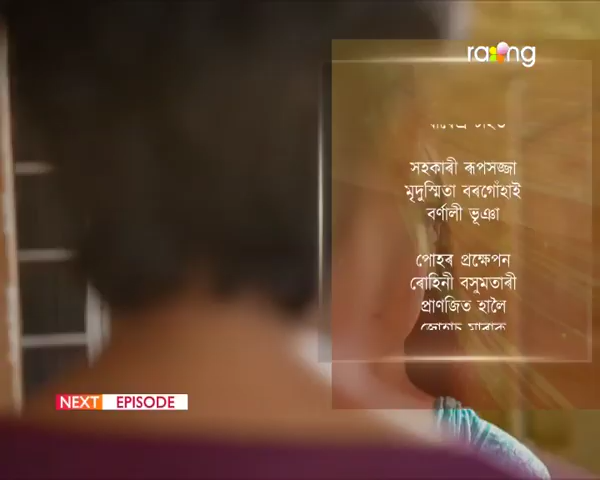 rang
সহকাৰী ৰূপসজ্জা
মৃদুস্মিতা বৰগোঁহাই
বৰ্ণালী ভূঞা
পোহৰ প্ৰক্ষেপন
ৰোহিনী বসুমতাৰী
প্ৰাণজিত হালৈ
NEXT EPISODE